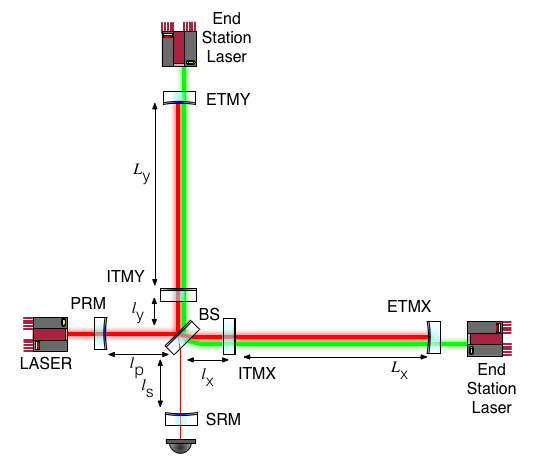 End
Station
Laser
ETMY
Ly
ITMY
ly
PRM
BS
ETMX
LASER
lp
ls
lx
ITMX
Lx
End
Station
Laser
SRM